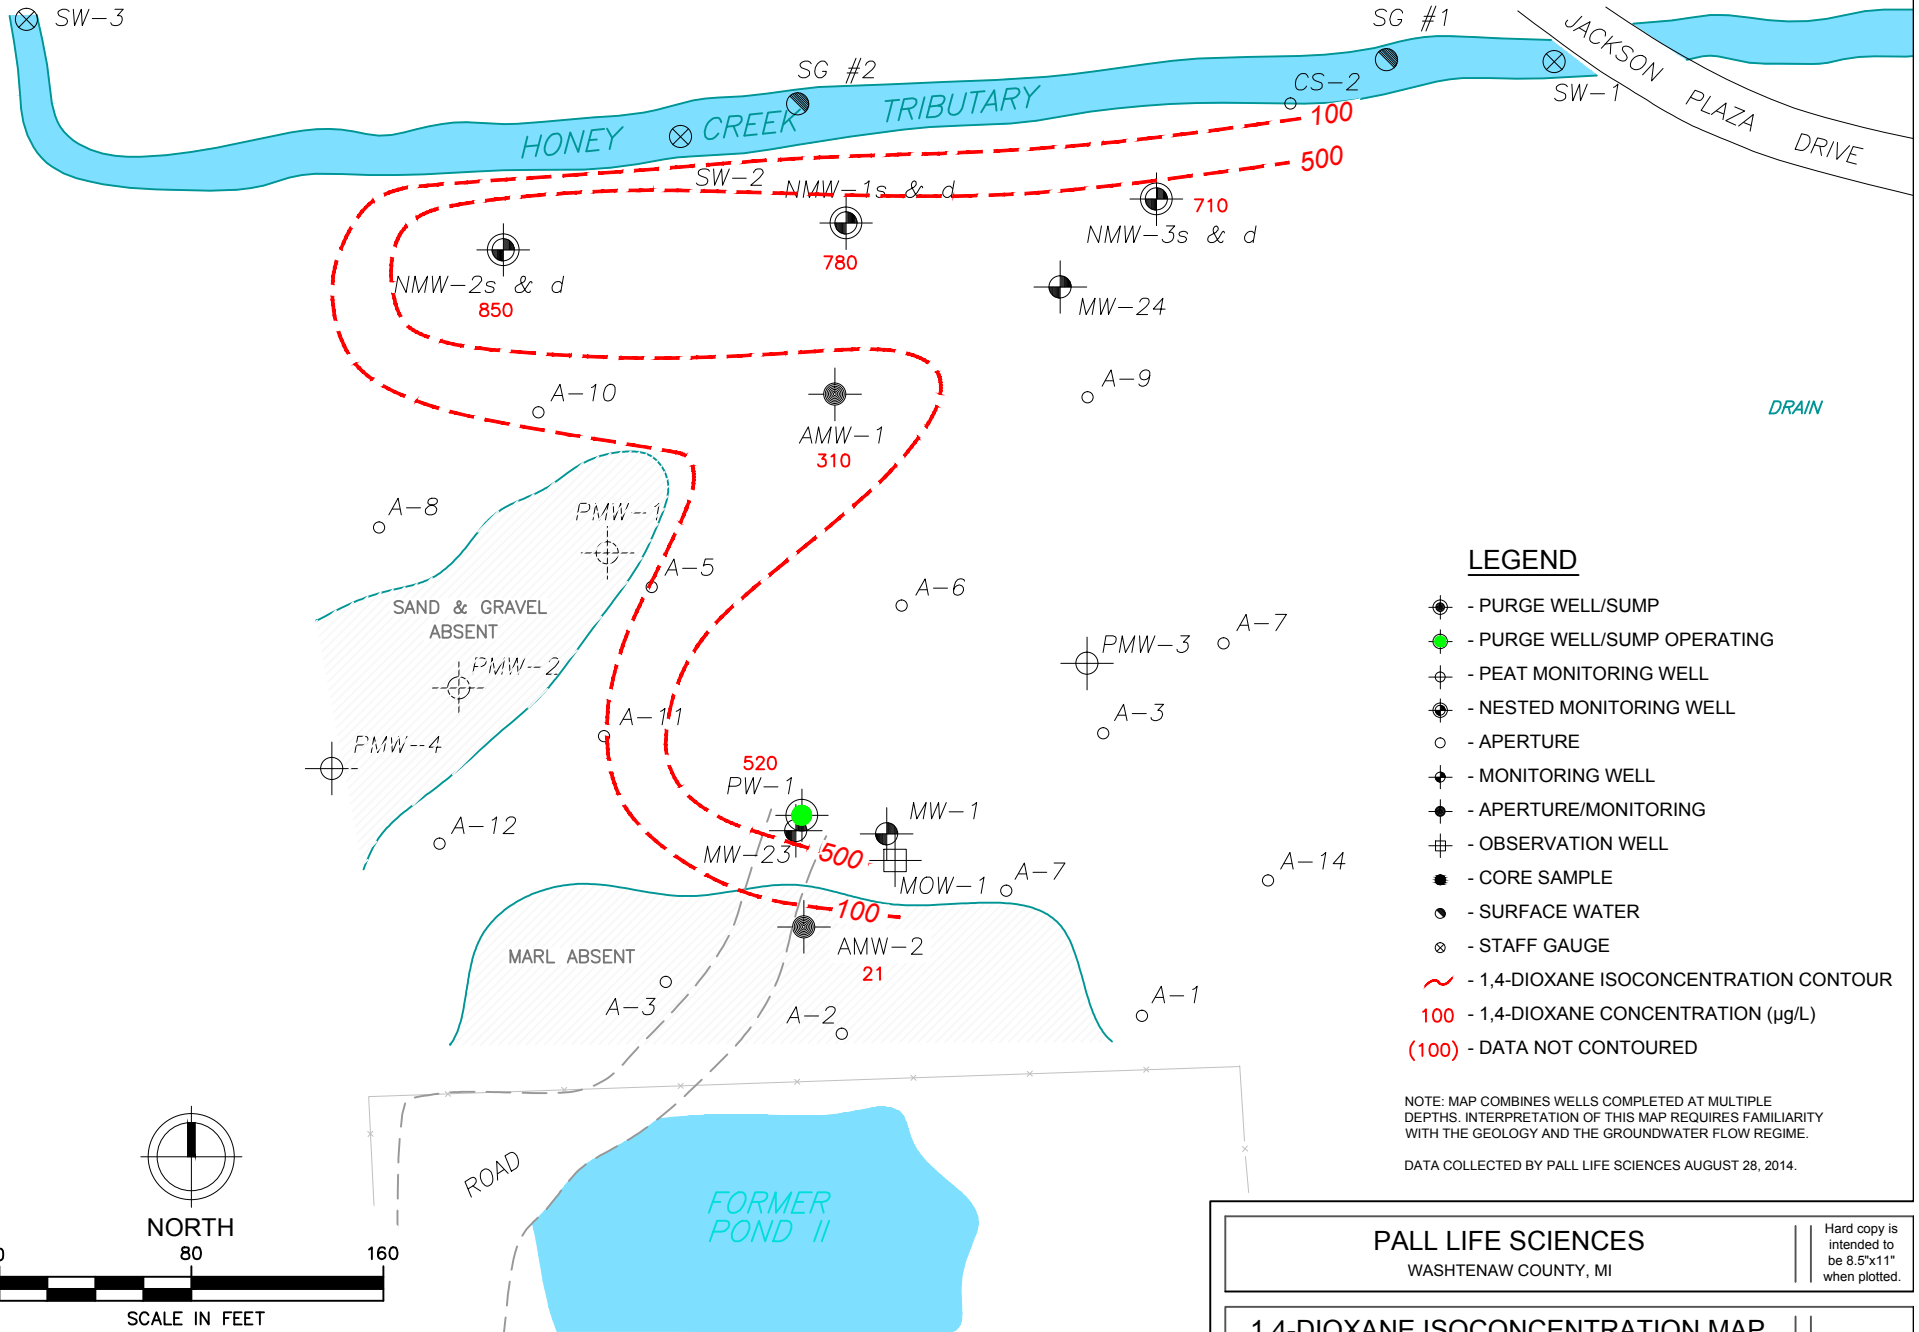 SW-3
SG #1
JACKSON PLAZA DRIVE
SG #2
CS-2
SW-1
HONEY CREEK TRIBUTARY
100
500
SW-2
NMW-1s & d
780
710
NMW-3s & d
NMW-2s & d
850
MW-24
A-10
A-9
DRAIN
AMW-1
310
A-8
PMW-1
A-5
A-6
SAND & GRAVEL
ABSENT
PMW-2
PMW-3
A-7
A-11
A-3
PMW-4
520
PW-1
MW-1
A-12
MW-23
500
MOW-1
A-7
A-14
100
AMW-2
21
MARL ABSENT
A-3
A-2
A-1
LEGEND
- PURGE WELL/SUMP
- PURGE WELL/SUMP OPERATING
- PEAT MONITORING WELL
- NESTED MONITORING WELL
- APERTURE
- MONITORING WELL
- APERTURE/MONITORING
- OBSERVATION WELL
- CORE SAMPLE
- SURFACE WATER
- STAFF GAUGE
- 1,4-DIOXANE ISOCONCENTRATION CONTOUR
100 - 1,4-DIOXANE CONCENTRATION (µg/L)
(100) - DATA NOT CONTOURED
NOTE: MAP COMBINES WELLS COMPLETED AT MULTIPLE
DEPTHS. INTERPRETATION OF THIS MAP REQUIRES FAMILIARITY
WITH THE GEOLOGY AND THE GROUNDWATER FLOW REGIME.
DATA COLLECTED BY PALL LIFE SCIENCES AUGUST 28, 2014.
ROAD
FORMER
POND II
NORTH
0 80 160
SCALE IN FEET
PALL LIFE SCIENCES
WASHTENAW COUNTY, MI
Hard copy is
intended to
be 8.5"x11"
when plotted.
1,4-DIOXANE ISOCONCENTRATION MAP